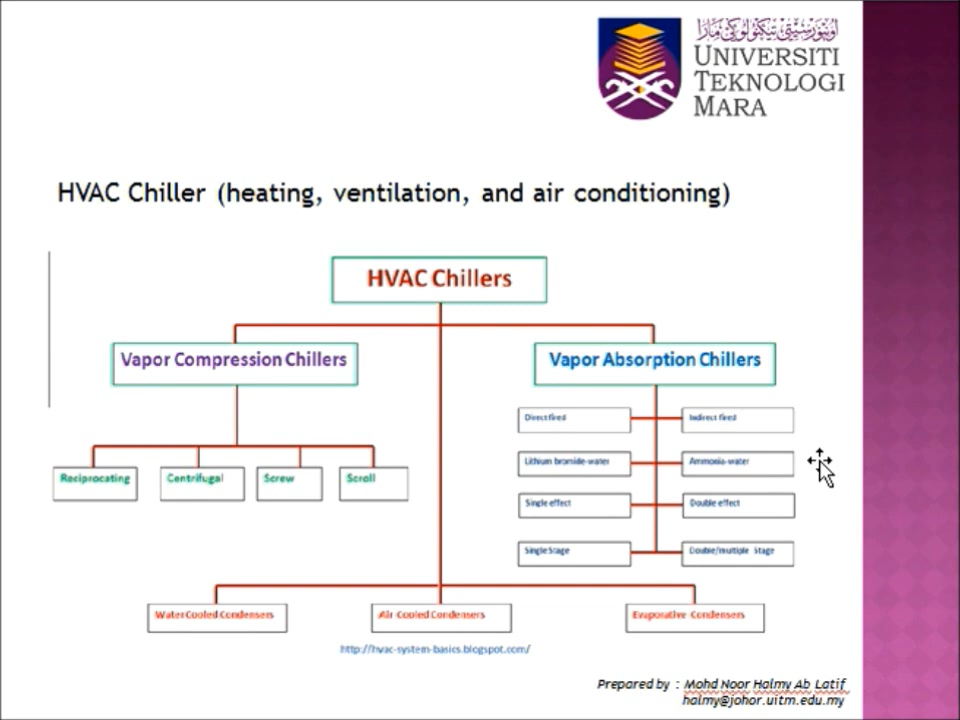 اونيۏرسيتي تيكنولوݢي مارا
UNIVERSITI
TEKNOLOGI
MARA
HVAC Chiller (heating, ventilation, and air conditioning)
HVAC Chillers
Vapor Compression Chillers
Vapor Absorption Chillers
Direct fired
Indirect fired
Lithium bromide-water
Ammonia-water
Reciprocating
Centrifugal
Screw
Scroll
Single effect
Double effect
Single Stage
Double/multiple Stage
Water Cooled Condensers
Air Cooled Condensers
Evaporative Condensers
http://hvac-system-basics.blogspot.com/
Prepared by : Mohd Noor Halmy Ab Latif
halmy@johor.uitm.edu.my